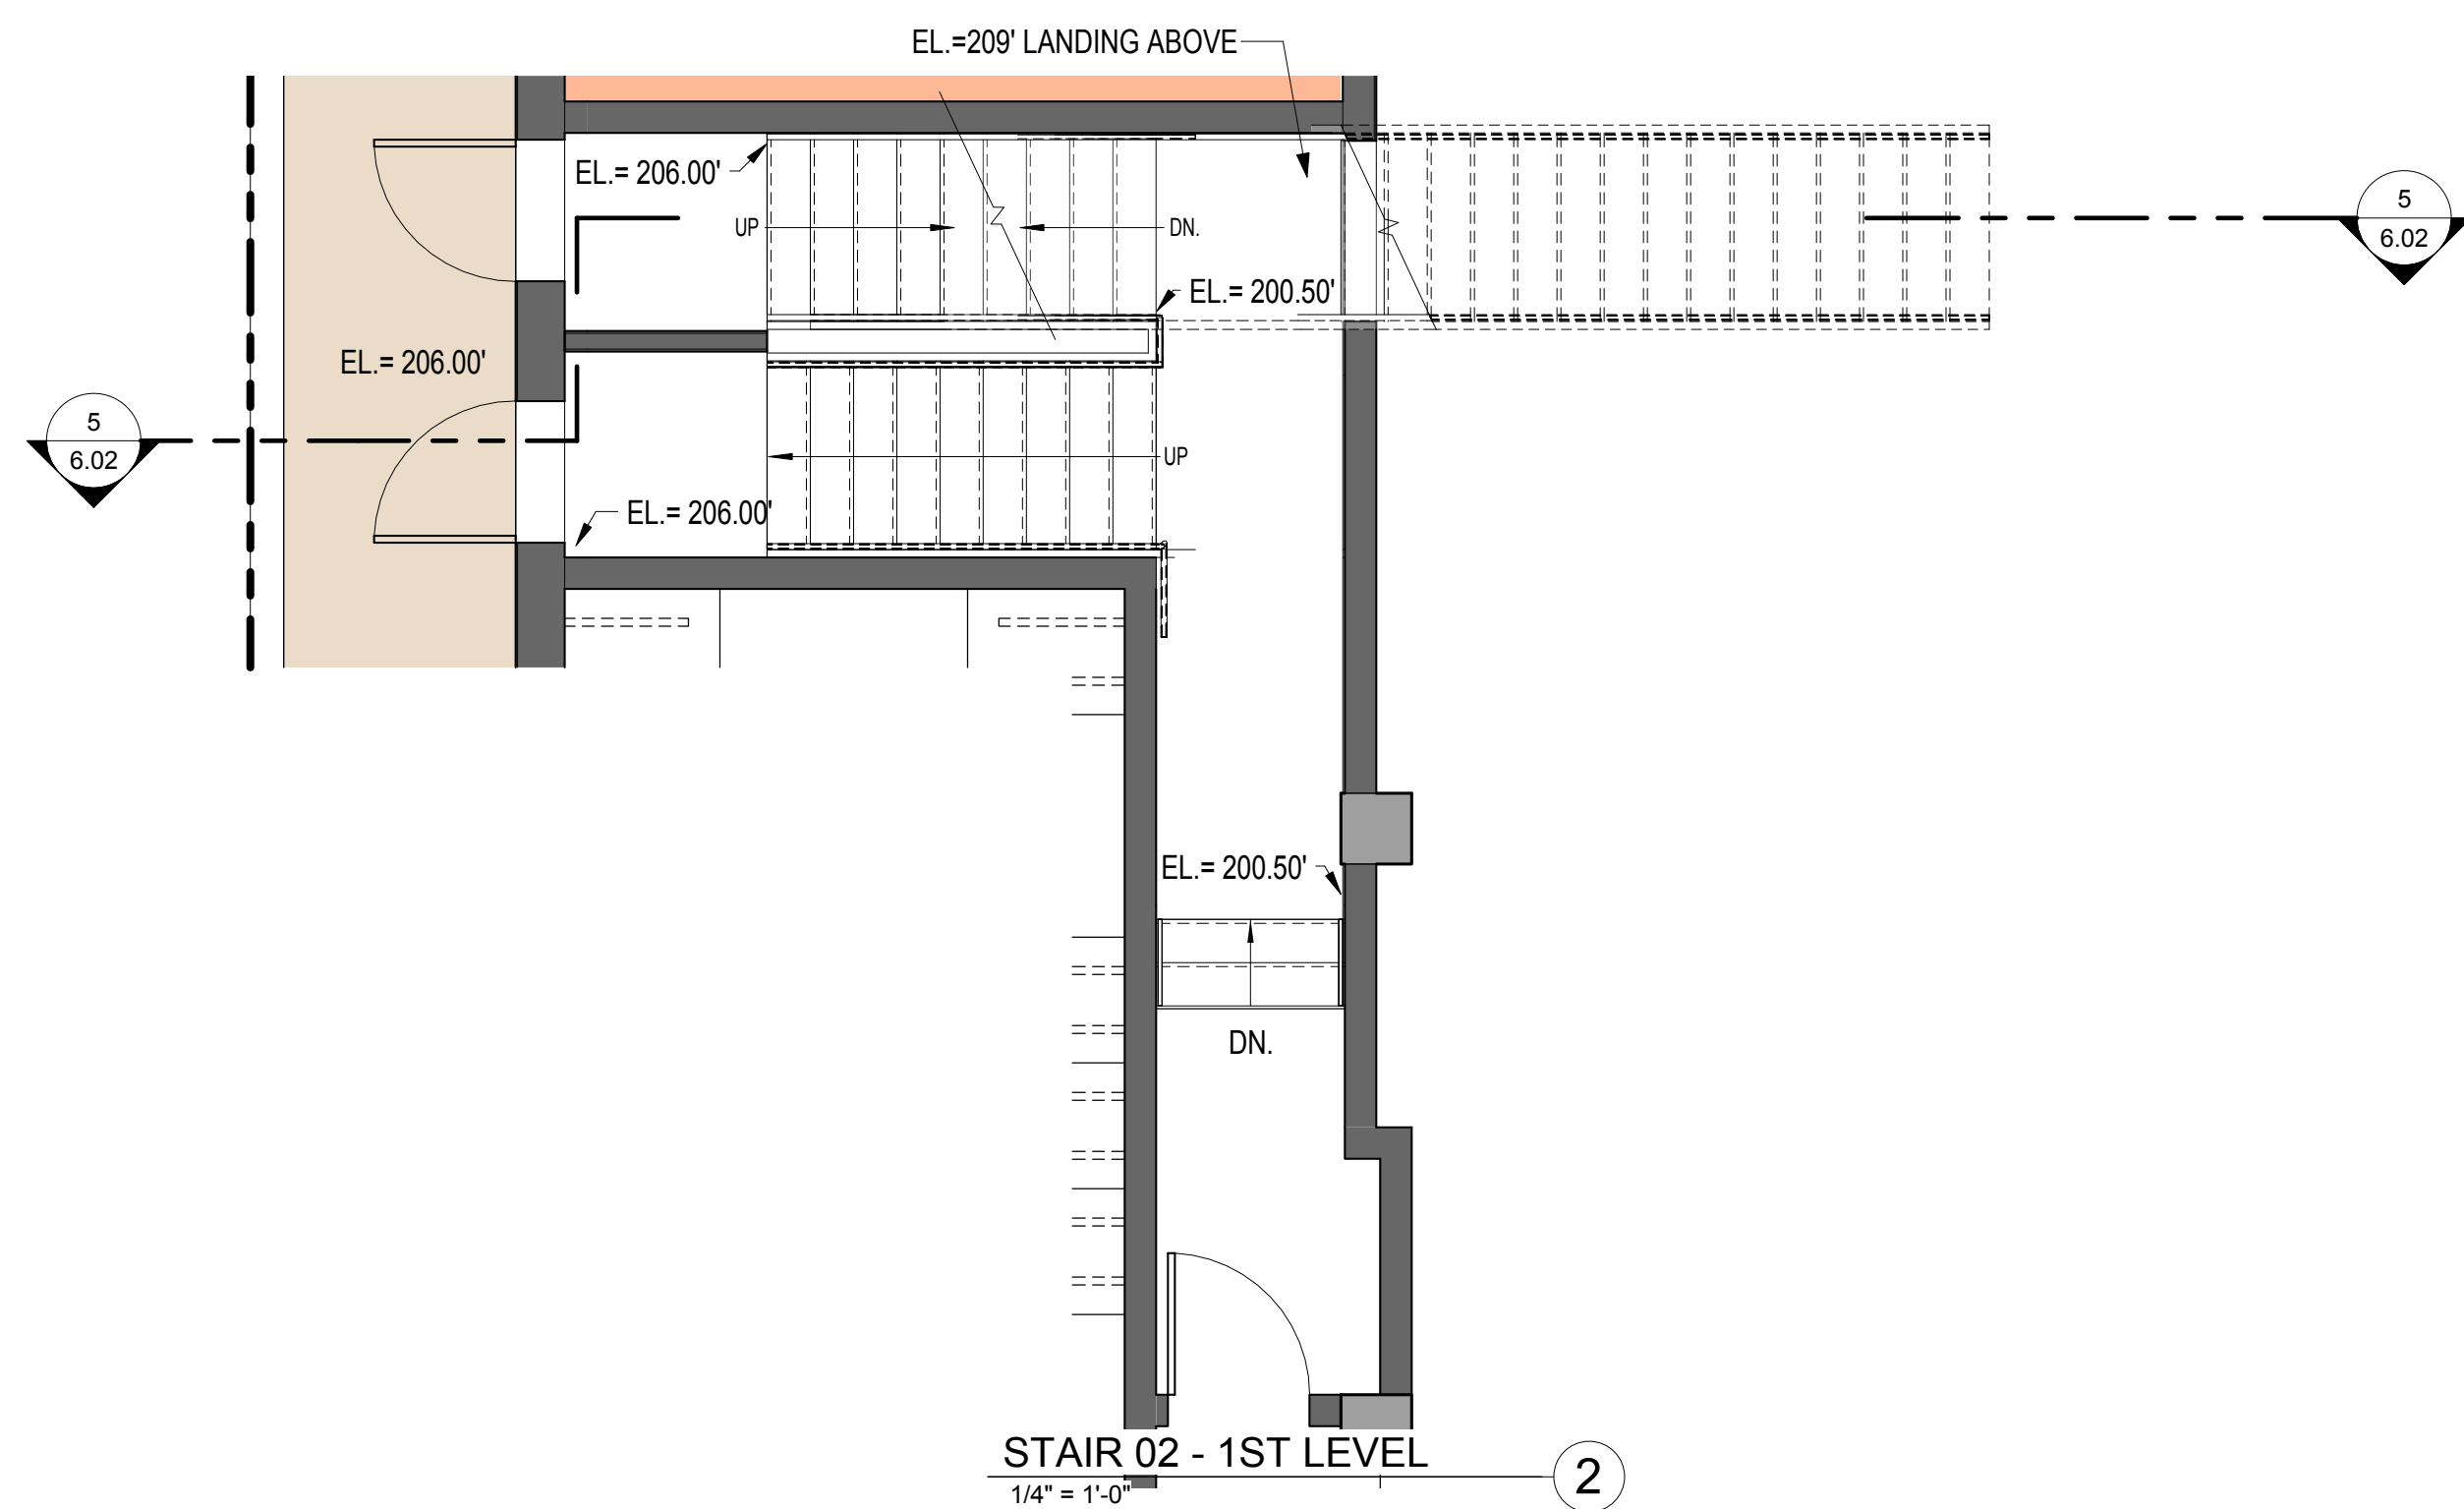 EL.=209' LANDING ABOVE
EL.= 206.00'
UP
DN.
5
6.02
EL.= 200.50'
EL.= 206.00'
5
6.02
UP
EL.= 206.00'
EL.= 200.50'
DN.
STAIR 02 - 1ST LEVEL
2
1/4" = 1'-0"